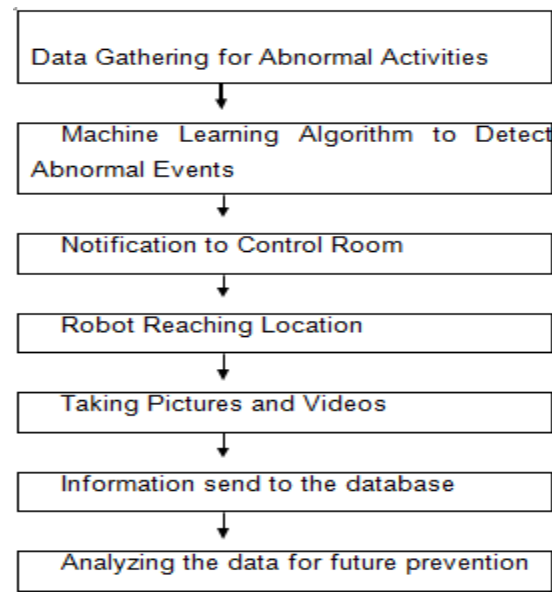 Data Gathering for Abnormal Activities
Machine Learning Algorithm to Detect
Abnormal Events
Notification to Control Room
Robot Reaching Location
Taking Pictures and Videos
Information send to the database
Analyzing the data for future prevention